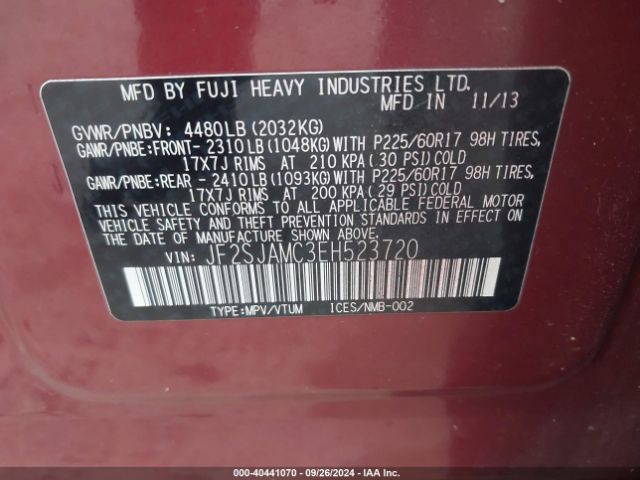 MFD BY FUJI HEAVY INDUSTRIES LTD.
MFD IN 11/13
GVWR/PNBV: 4480LB (2032KG)
GAWR/PNBE:FRONT- 2310LB (1048KG) WITH P225/60R17 98H TIRES,
17X7J RIMS AT 210 KPA (30 PSI) COLD
GAWR/PNBE:REAR - 2410LB (1093KG) WITH P225/60R17 98H TIRES,
17X7J RIMS AT 200 KPA (29 PSI) COLD
THIS VEHICLE CONFORMS TO ALL APPLICABLE FEDERAL MOTOR
VEHICLE SAFETY AND THEFT PREVENTION STANDARDS IN EFFECT ON
THE DATE OF MANUFACTURE SHOWN ABOVE.
VIN: JF2SJAMC3EH523720
TYPE:MPV/VTUM ICES/NMB-002
000-40441070 - 09/26/2024 - IAA Inc.